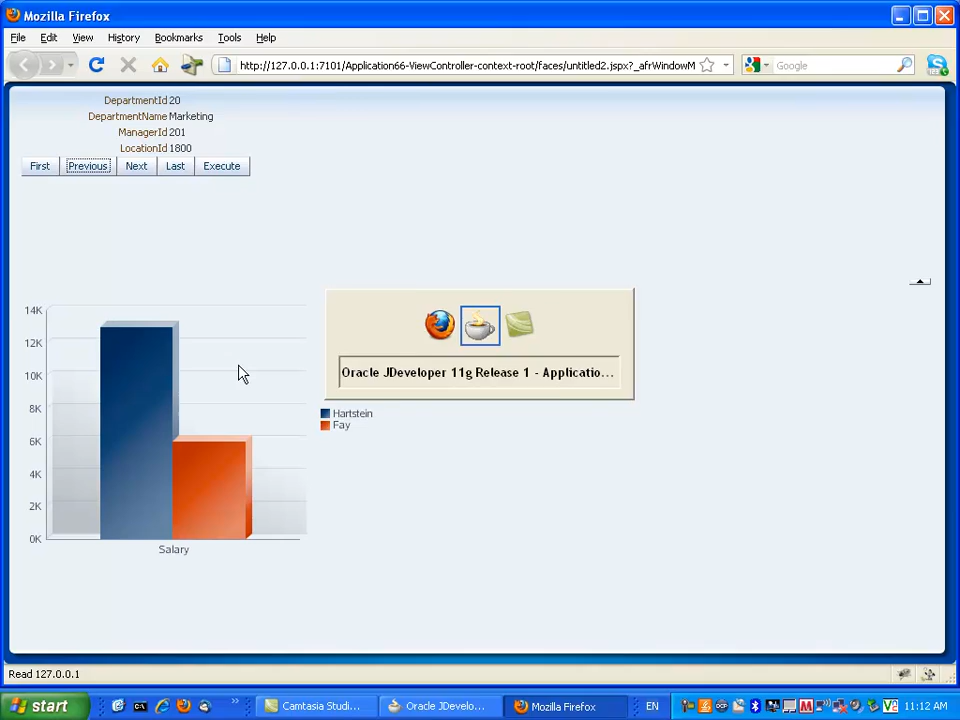 Mozilla Firefox
File Edit View History Bookmarks Tools Help
http://127.0.0.1:7101/Application66-ViewController-context-root/faces/untitled2.jspx?_afrWindowM
Google
DepartmentId 20
DepartmentName Marketing
ManagerId 201
LocationId 1800
First Previous Next Last Execute
14K
12K
10K
8K
6K
4K
2K
0K
Salary
Oracle JDeveloper 11g Release 1 - Applicatio...
Hartstein
Fay
Read 127.0.0.1
start Camtasia Studi... Oracle JDevelo... Mozilla Firefox EN 11:12 AM